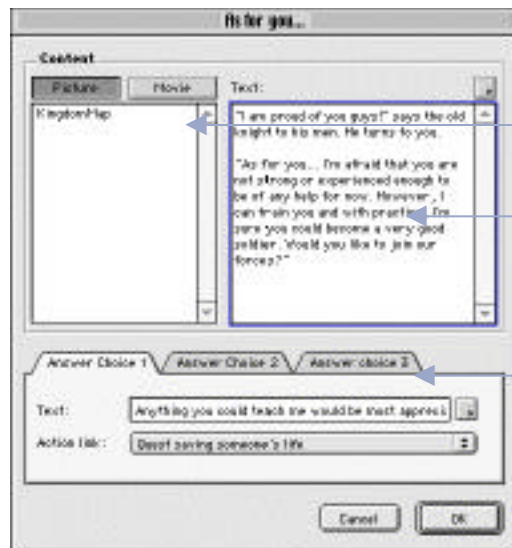 As for you...
Content
Picture Movie Text:
KingdomMap
"I am proud of you guys!" says the old
knight to his men. He turns to you.
"As for you... I'm afraid that you are
not strong or experienced enough to
be of any help for now. However, I
can train you and with practice I'm
sure you could become a very good
soldier. Would you like to join our
forces?"
Answer Choice 1 Answer Choice 2 Answer choice 3
Text: Anything you could teach me would be most appreci
Action link: Quest saving someone's life
Cancel OK